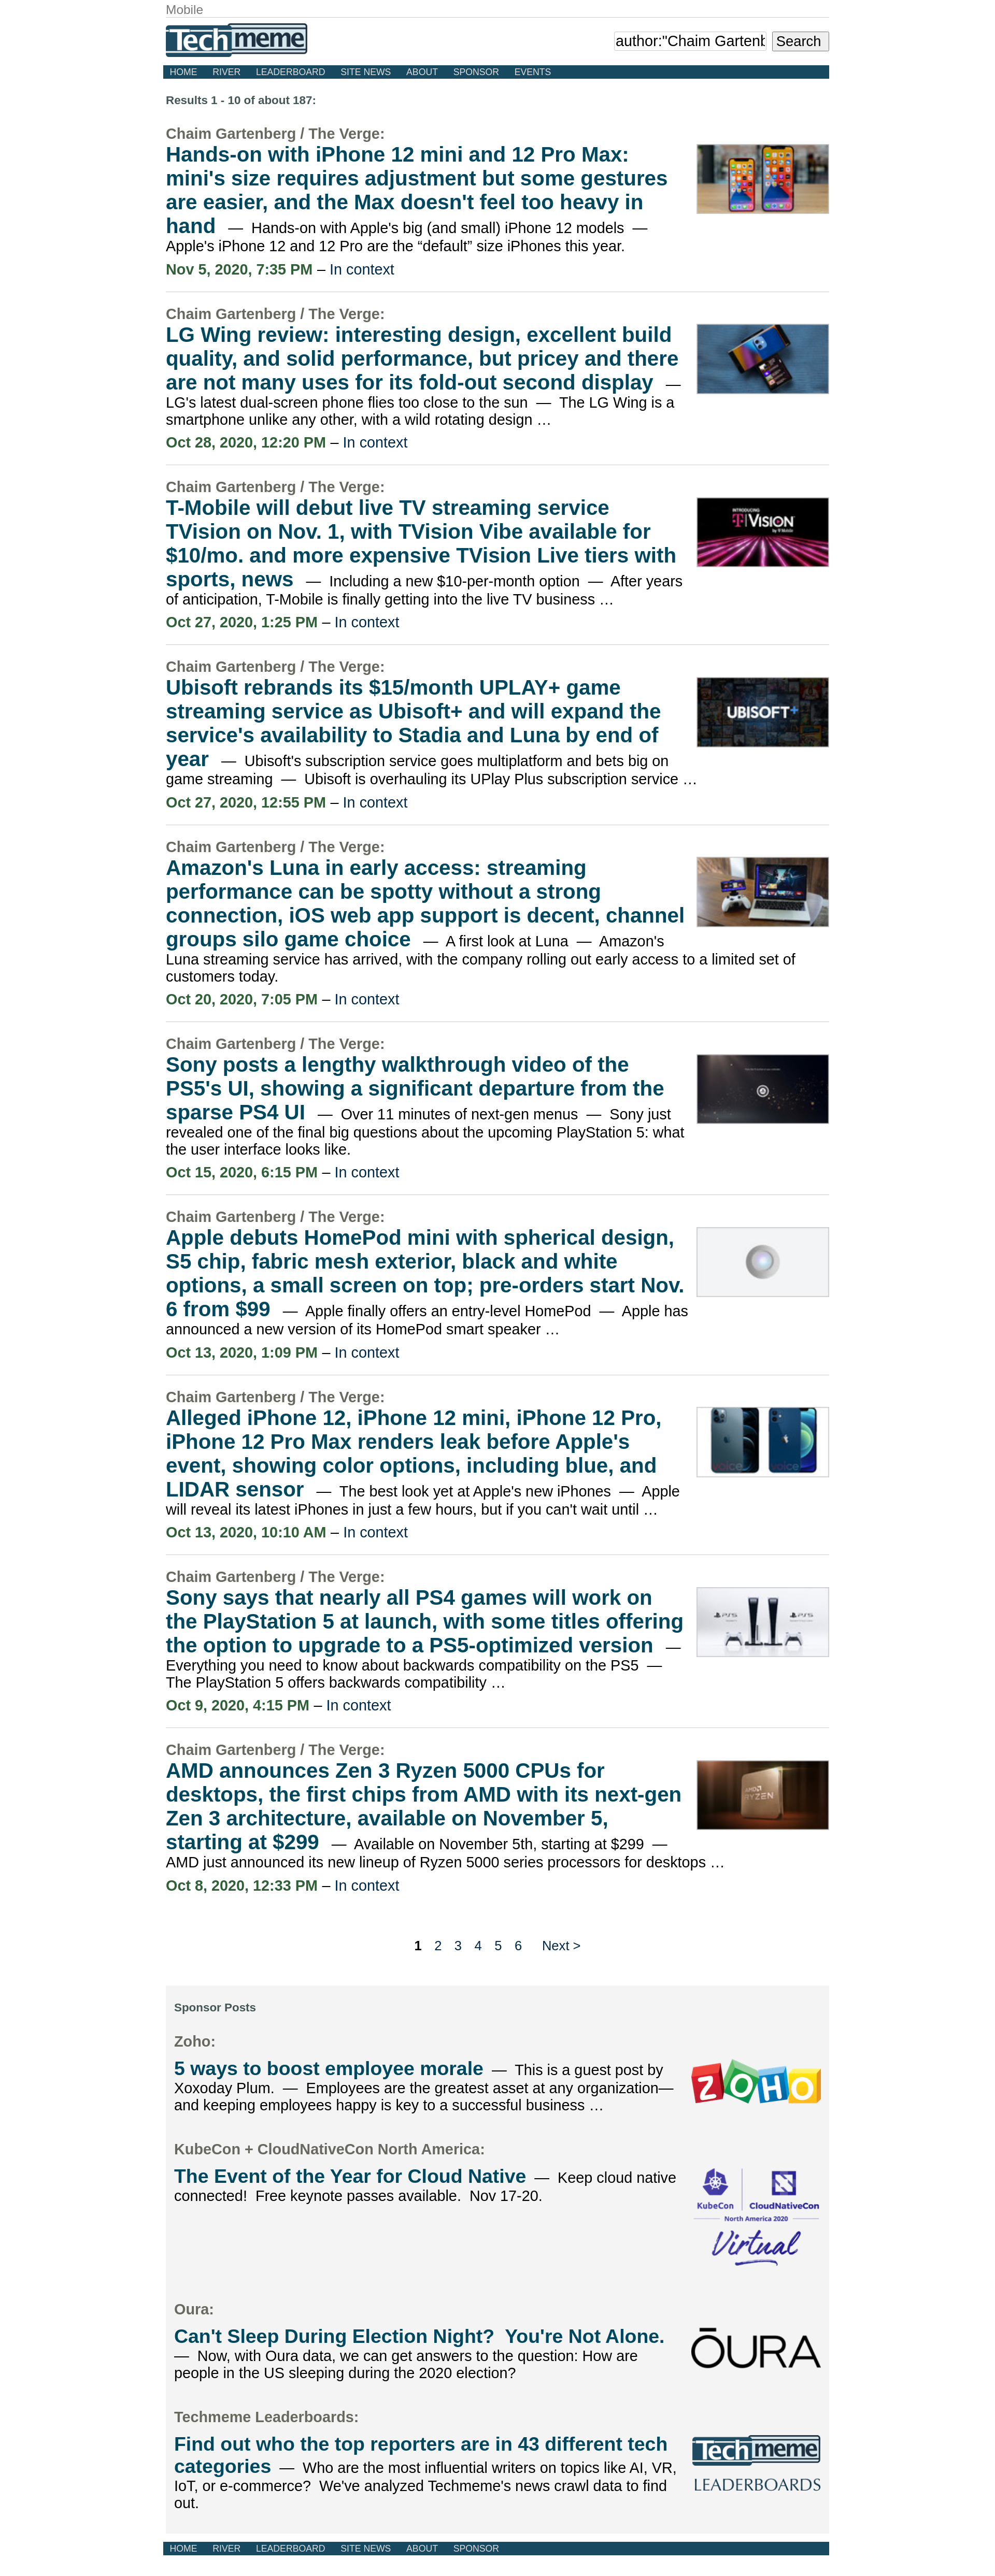 Mobile
Techmeme
author:"Chaim Gartenb
Search
HOME RIVER LEADERBOARD SITE NEWS ABOUT SPONSOR EVENTS
Results 1 - 10 of about 187:
Chaim Gartenberg / The Verge:
Hands-on with iPhone 12 mini and 12 Pro Max:
mini's size requires adjustment but some gestures
are easier, and the Max doesn't feel too heavy in
hand — Hands-on with Apple's big (and small) iPhone 12 models —
Apple's iPhone 12 and 12 Pro are the “default” size iPhones this year.
Nov 5, 2020, 7:35 PM – In context
Chaim Gartenberg / The Verge:
LG Wing review: interesting design, excellent build
quality, and solid performance, but pricey and there
are not many uses for its fold-out second display —
LG's latest dual-screen phone flies too close to the sun — The LG Wing is a
smartphone unlike any other, with a wild rotating design …
Oct 28, 2020, 12:20 PM – In context
Chaim Gartenberg / The Verge:
T-Mobile will debut live TV streaming service
TVision on Nov. 1, with TVision Vibe available for
$10/mo. and more expensive TVision Live tiers with
sports, news — Including a new $10-per-month option — After years
of anticipation, T-Mobile is finally getting into the live TV business …
INTRODUCING
T VISION
Oct 27, 2020, 1:25 PM – In context
Chaim Gartenberg / The Verge:
Ubisoft rebrands its $15/month UPLAY+ game
streaming service as Ubisoft+ and will expand the
service's availability to Stadia and Luna by end of
year — Ubisoft's subscription service goes multiplatform and bets big on
game streaming — Ubisoft is overhauling its UPlay Plus subscription service …
UBISOFT+
Oct 27, 2020, 12:55 PM – In context
Chaim Gartenberg / The Verge:
Amazon's Luna in early access: streaming
performance can be spotty without a strong
connection, iOS web app support is decent, channel
groups silo game choice — A first look at Luna — Amazon's
Luna streaming service has arrived, with the company rolling out early access to a limited set of
customers today.
Oct 20, 2020, 7:05 PM – In context
Chaim Gartenberg / The Verge:
Sony posts a lengthy walkthrough video of the
PS5's UI, showing a significant departure from the
sparse PS4 UI — Over 11 minutes of next-gen menus — Sony just
revealed one of the final big questions about the upcoming PlayStation 5: what
the user interface looks like.
Oct 15, 2020, 6:15 PM – In context
Chaim Gartenberg / The Verge:
Apple debuts HomePod mini with spherical design,
S5 chip, fabric mesh exterior, black and white
options, a small screen on top; pre-orders start Nov.
6 from $99 — Apple finally offers an entry-level HomePod — Apple has
announced a new version of its HomePod smart speaker …
Oct 13, 2020, 1:09 PM – In context
Chaim Gartenberg / The Verge:
Alleged iPhone 12, iPhone 12 mini, iPhone 12 Pro,
iPhone 12 Pro Max renders leak before Apple's
event, showing color options, including blue, and
LIDAR sensor — The best look yet at Apple's new iPhones — Apple
will reveal its latest iPhones in just a few hours, but if you can't wait until …
Oct 13, 2020, 10:10 AM – In context
Chaim Gartenberg / The Verge:
Sony says that nearly all PS4 games will work on
the PlayStation 5 at launch, with some titles offering
the option to upgrade to a PS5-optimized version —
Everything you need to know about backwards compatibility on the PS5 —
The PlayStation 5 offers backwards compatibility …
PS5 PS5
Oct 9, 2020, 4:15 PM – In context
Chaim Gartenberg / The Verge:
AMD announces Zen 3 Ryzen 5000 CPUs for
desktops, the first chips from AMD with its next-gen
Zen 3 architecture, available on November 5,
starting at $299 — Available on November 5th, starting at $299 —
AMD just announced its new lineup of Ryzen 5000 series processors for desktops …
AMD
RYZEN
Oct 8, 2020, 12:33 PM – In context
1 2 3 4 5 6 Next >
Sponsor Posts
Zoho:
5 ways to boost employee morale — This is a guest post by
Xoxoday Plum. — Employees are the greatest asset at any organization—
and keeping employees happy is key to a successful business …
ZOHO
KubeCon + CloudNativeCon North America:
The Event of the Year for Cloud Native — Keep cloud native
connected! Free keynote passes available. Nov 17-20.
KubeCon CloudNativeCon
North America 2020
Virtual
Oura:
Can't Sleep During Election Night? You're Not Alone.
— Now, with Oura data, we can get answers to the question: How are
people in the US sleeping during the 2020 election?
ŌURA
Techmeme Leaderboards:
Find out who the top reporters are in 43 different tech
categories — Who are the most influential writers on topics like AI, VR,
IoT, or e-commerce? We've analyzed Techmeme's news crawl data to find
out.
Techmeme
LEADERBOARDS
HOME RIVER LEADERBOARD SITE NEWS ABOUT SPONSOR